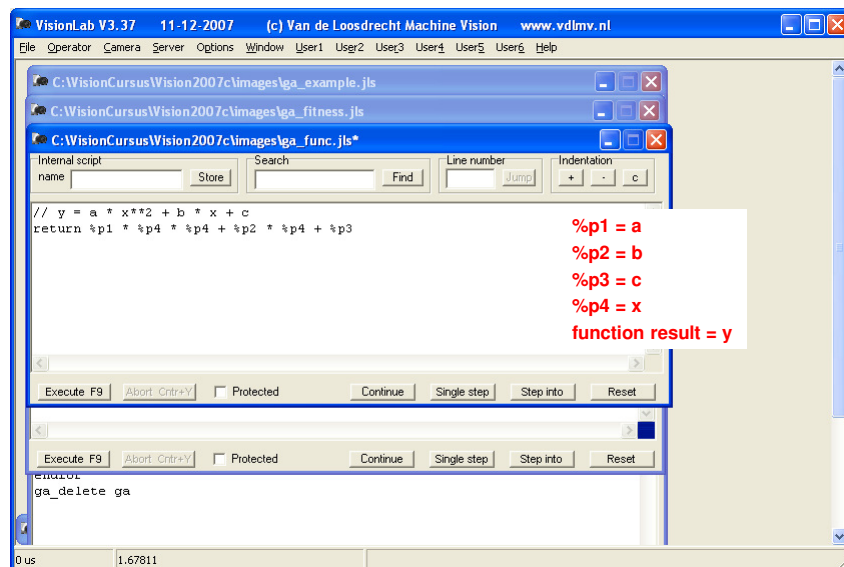 VisionLab V3.37 11-12-2007 (c) Van de Loosdrecht Machine Vision www.vdlmv.nl
File Operator Camera Server Options Window User1 User2 User3 User4 User5 User6 Help
C:\VisionCursus\Vision2007c\images\ga_example.jls
C:\VisionCursus\Vision2007c\images\ga_fitness.jls
C:\VisionCursus\Vision2007c\images\ga_func.jls*
Internal script Search Line number Indentation
name Store Find Jump + - c
// y = a * x**2 + b * x + c
return %p1 * %p4 * %p4 + %p2 * %p4 + %p3
%p1 = a
%p2 = b
%p3 = c
%p4 = x
function result = y
Execute F9 Abort Cntr+Y Protected Continue Single step Step into Reset
Execute F9 Abort Cntr+Y Protected Continue Single step Step into Reset
endfor
ga_delete ga
0 us 1.67811